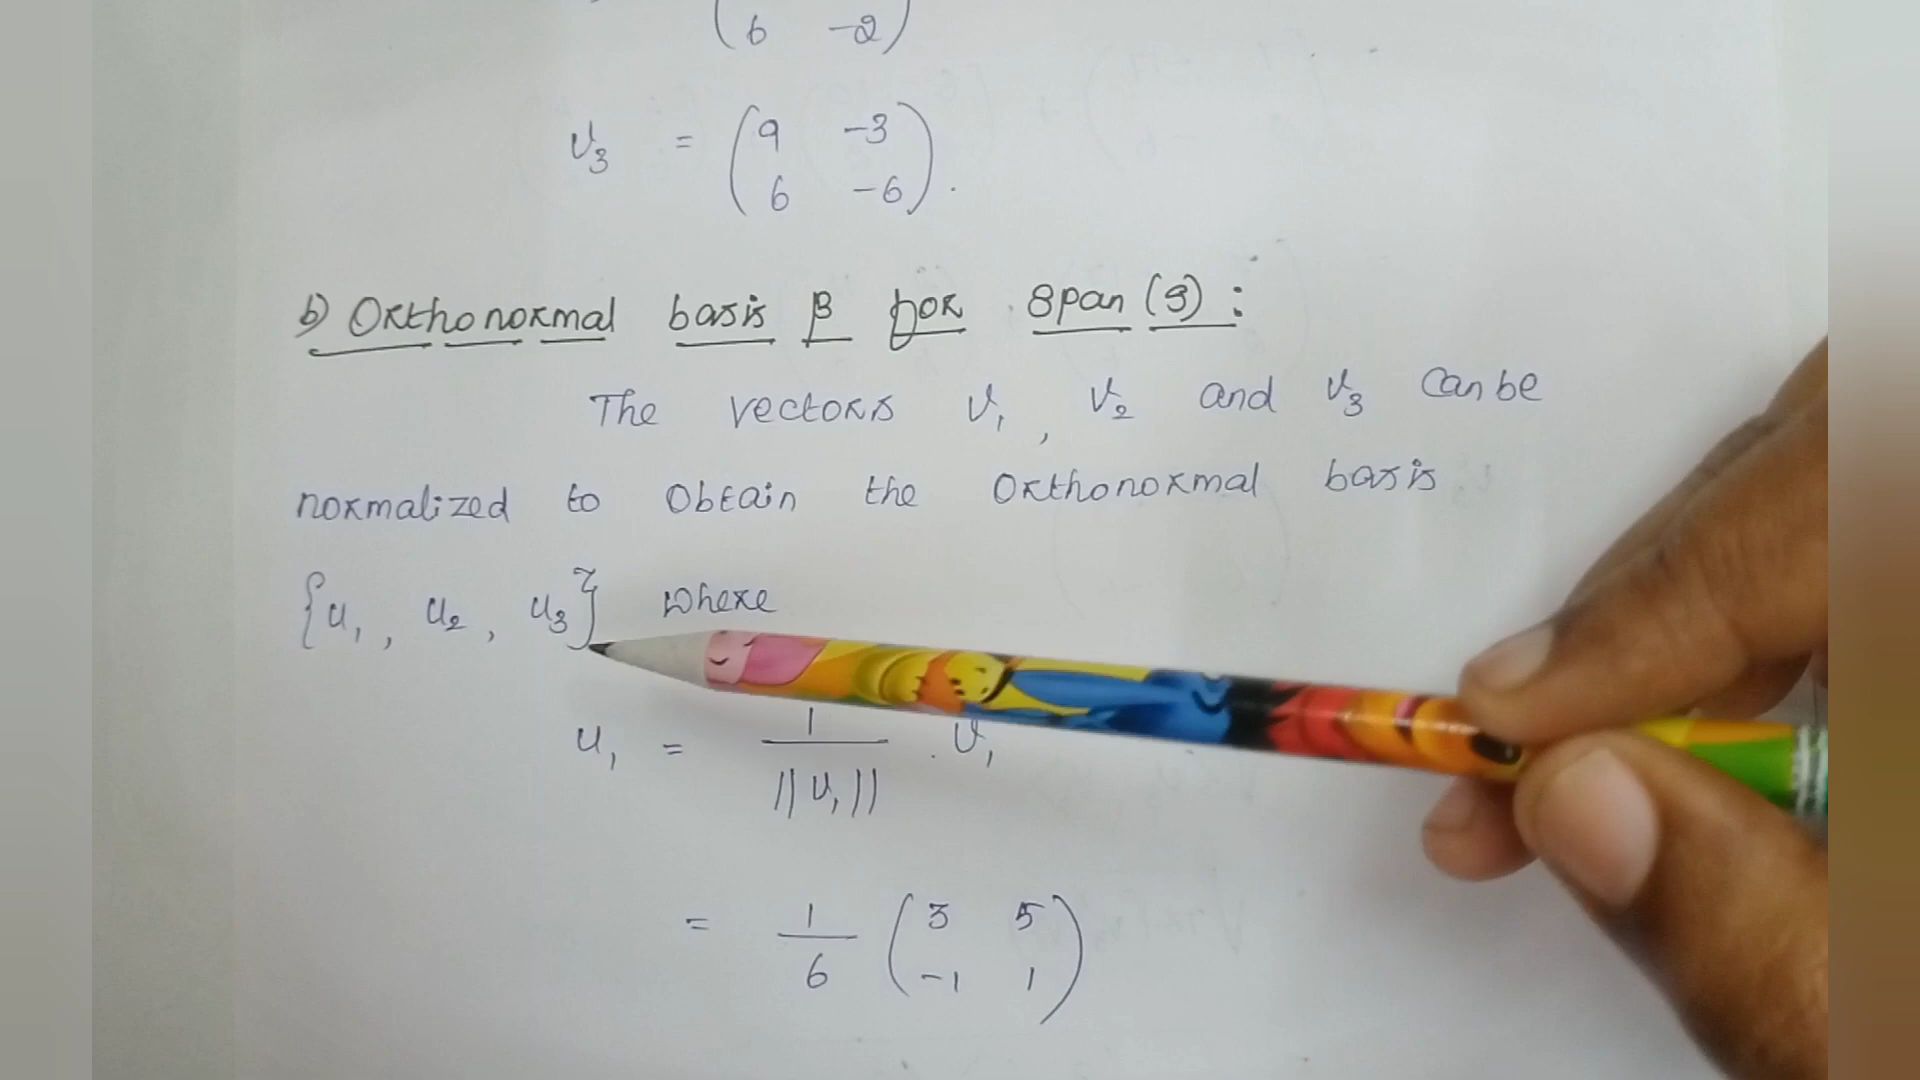 (6 -2)
v₃ = (9 -3
6 -6).
b) Orthonormal basis β for span (S) :
The vectors v₁, v₂ and v₃ can be
normalized to obtain the orthonormal basis
{u₁, u₂, u₃} where
u₁ = 1/||v₁|| . v₁
= 1/6 (3 5
-1 1)